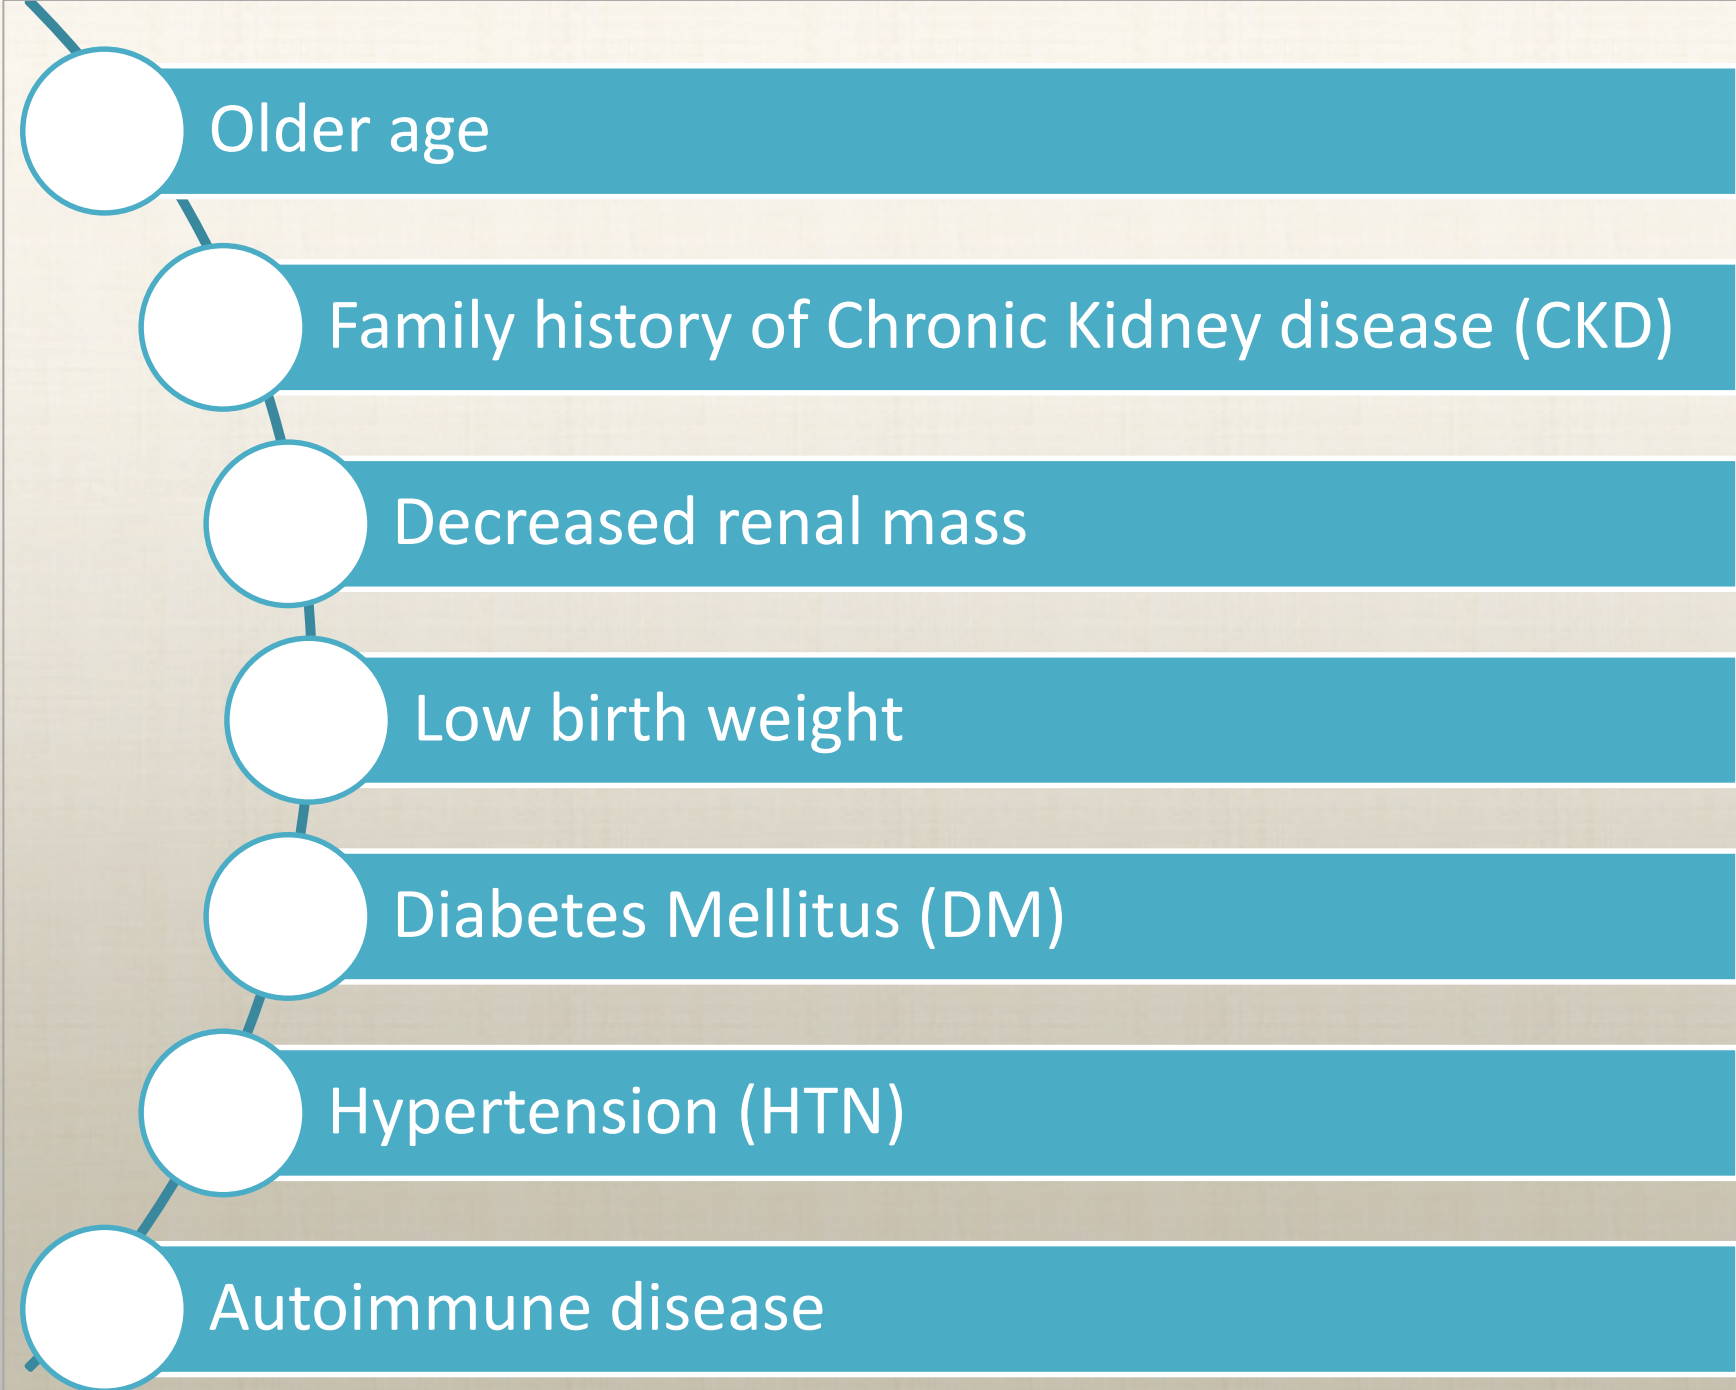 Older age
Family history of Chronic Kidney disease (CKD)
Decreased renal mass
Low birth weight
Diabetes Mellitus (DM)
Hypertension (HTN)
Autoimmune disease